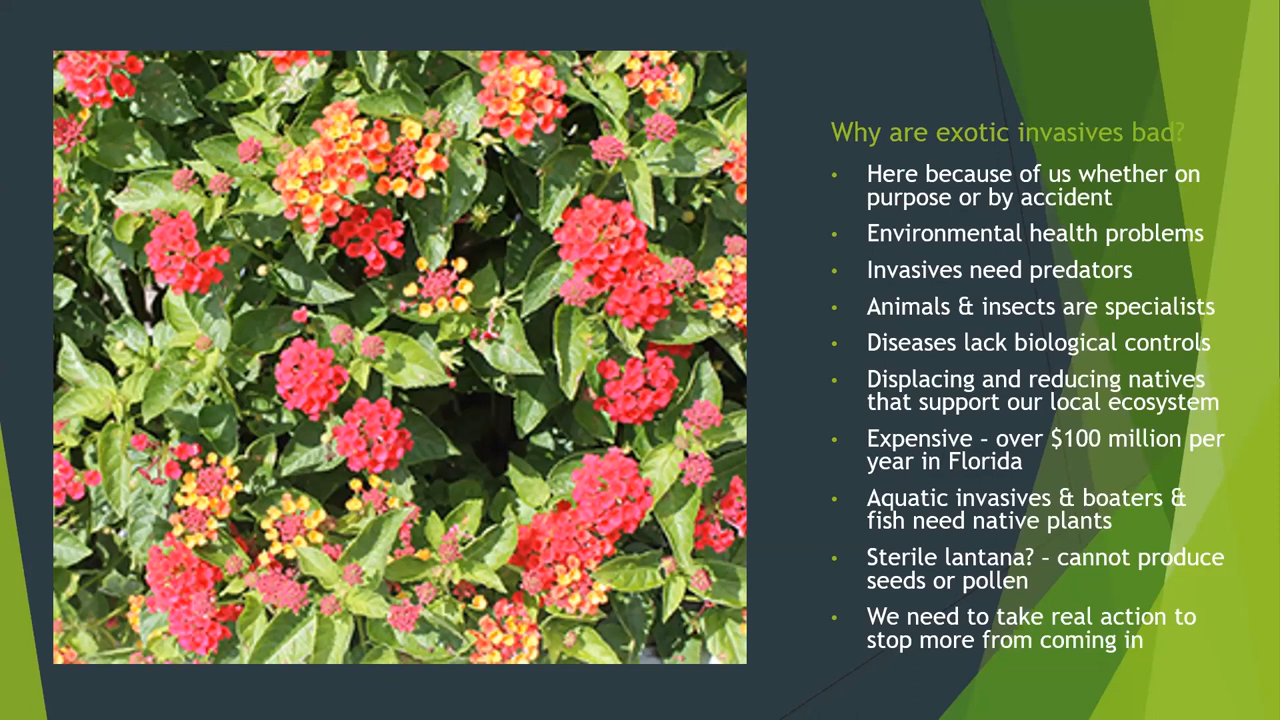 Why are exotic invasives bad?
• Here because of us whether on
purpose or by accident
• Environmental health problems
• Invasives need predators
• Animals & insects are specialists
• Diseases lack biological controls
• Displacing and reducing natives
that support our local ecosystem
• Expensive – over $100 million per
year in Florida
• Aquatic invasives & boaters &
fish need native plants
• Sterile lantana? – cannot produce
seeds or pollen
• We need to take real action to
stop more from coming in